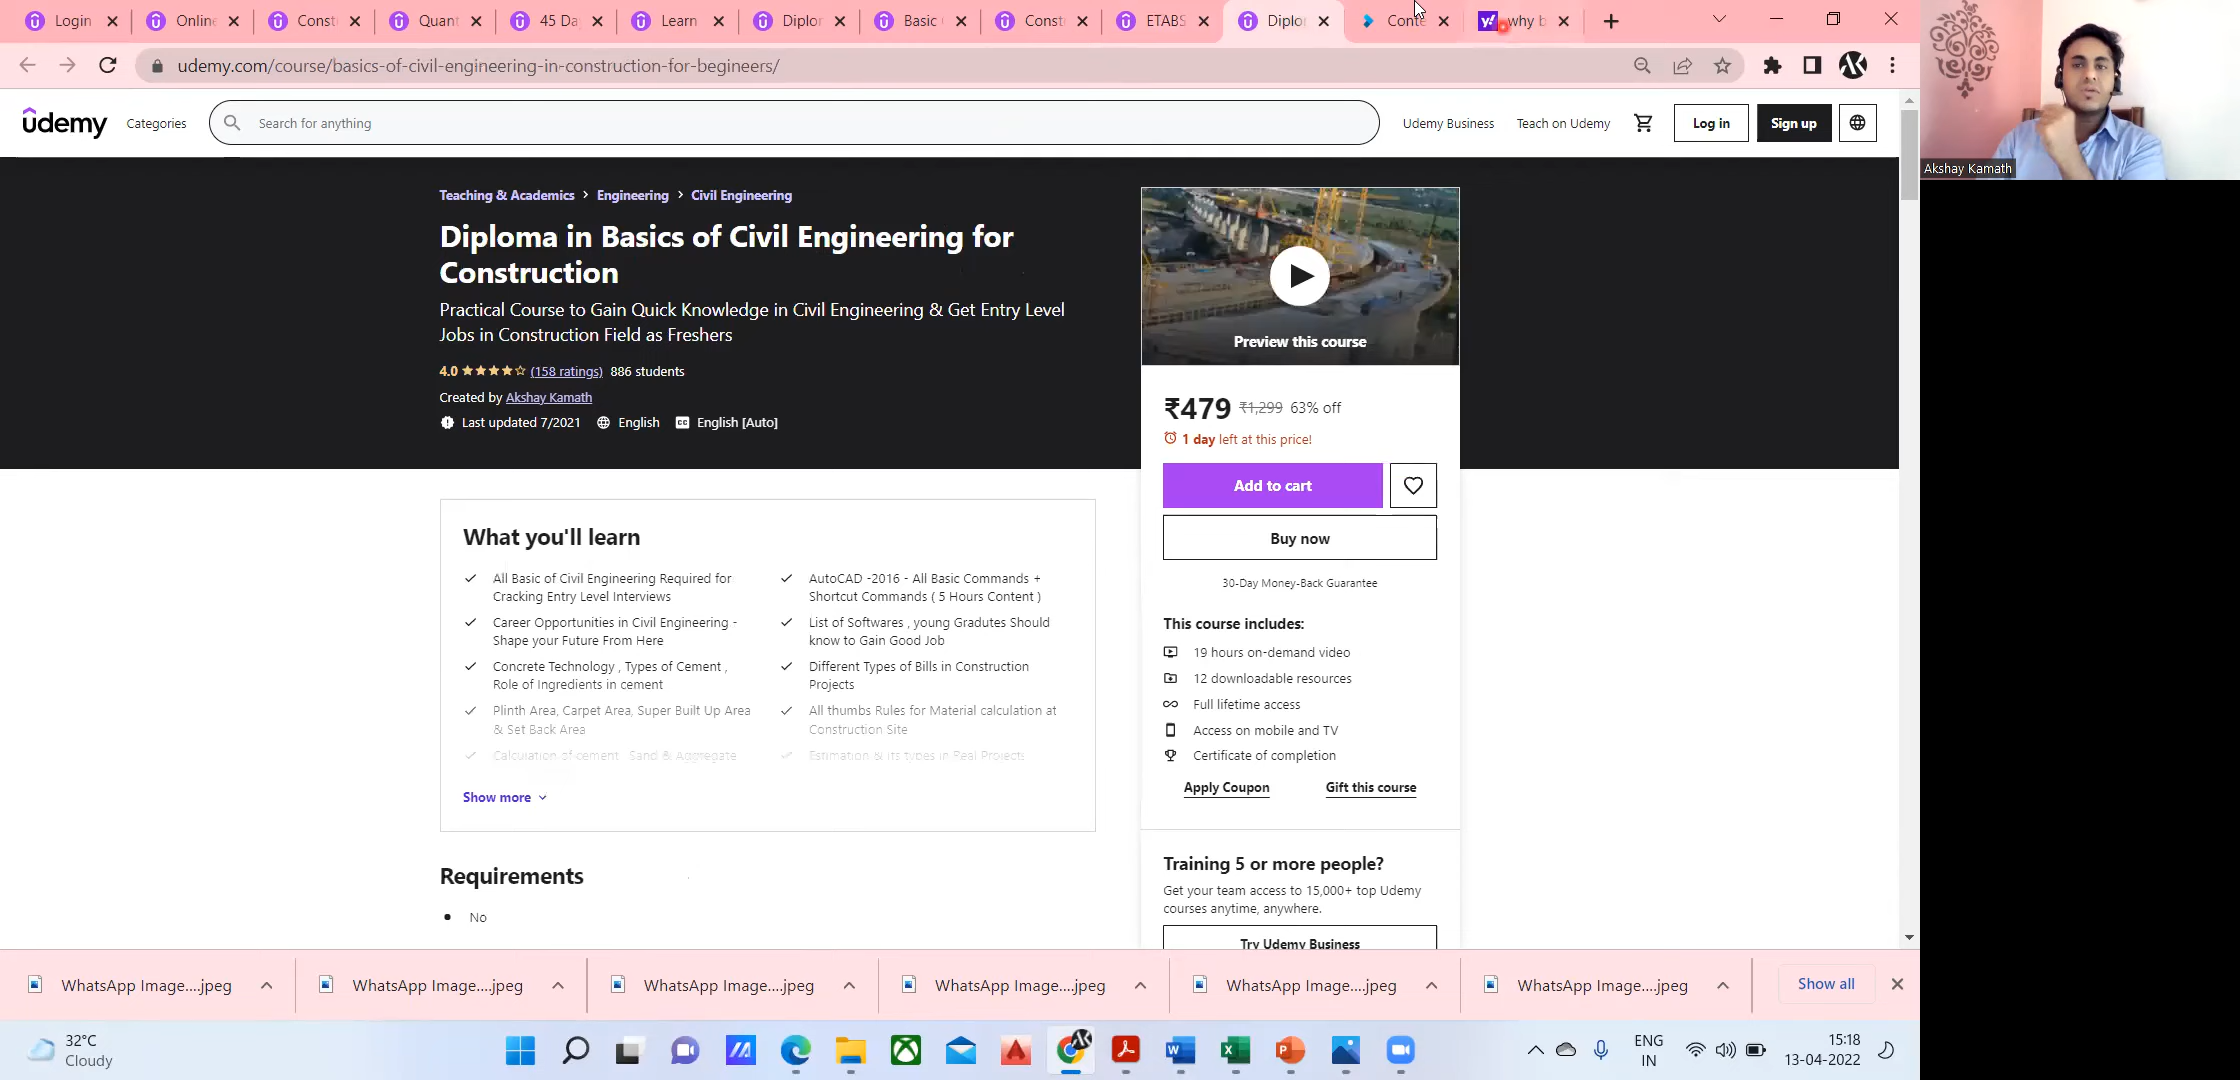 Login
Online
Const
Quant
45 Da
Learn
Diplor
Basic
Const
ETABS
Diplo
Conte
why b
udemy.com/course/basics-of-civil-engineering-in-construction-for-begineers/
Akshay Kamath
udemy
Categories
Search for anything
Udemy Business
Teach on Udemy
Log in
Sign up
Teaching & Academics > Engineering > Civil Engineering
Diploma in Basics of Civil Engineering for
Construction
Practical Course to Gain Quick Knowledge in Civil Engineering & Get Entry Level
Jobs in Construction Field as Freshers
4.0 (158 ratings) 886 students
Created by Akshay Kamath
Last updated 7/2021 English English [Auto]
Preview this course
₹479 ₹1,299 63% off
1 day left at this price!
Add to cart
Buy now
30-Day Money-Back Guarantee
This course includes:
19 hours on-demand video
12 downloadable resources
Full lifetime access
Access on mobile and TV
Certificate of completion
Apply Coupon
Gift this course
Training 5 or more people?
Get your team access to 15,000+ top Udemy
courses anytime, anywhere.
Try Udemy Business
What you'll learn
All Basic of Civil Engineering Required for
Cracking Entry Level Interviews
Career Opportunities in Civil Engineering -
Shape your Future From Here
Concrete Technology , Types of Cement ,
Role of Ingredients in cement
Plinth Area, Carpet Area, Super Built Up Area
& Set Back Area
Calculation of cement , Sand & Aggregate
AutoCAD -2016 - All Basic Commands +
Shortcut Commands ( 5 Hours Content )
List of Softwares , young Gradutes Should
know to Gain Good Job
Different Types of Bills in Construction
Projects
All thumbs Rules for Material calculation at
Construction Site
Estimation & its types in Real Projects
Show more
Requirements
No
WhatsApp Image....jpeg
WhatsApp Image....jpeg
WhatsApp Image....jpeg
WhatsApp Image....jpeg
WhatsApp Image....jpeg
WhatsApp Image....jpeg
Show all
32°C
Cloudy
ENG
IN
15:18
13-04-2022